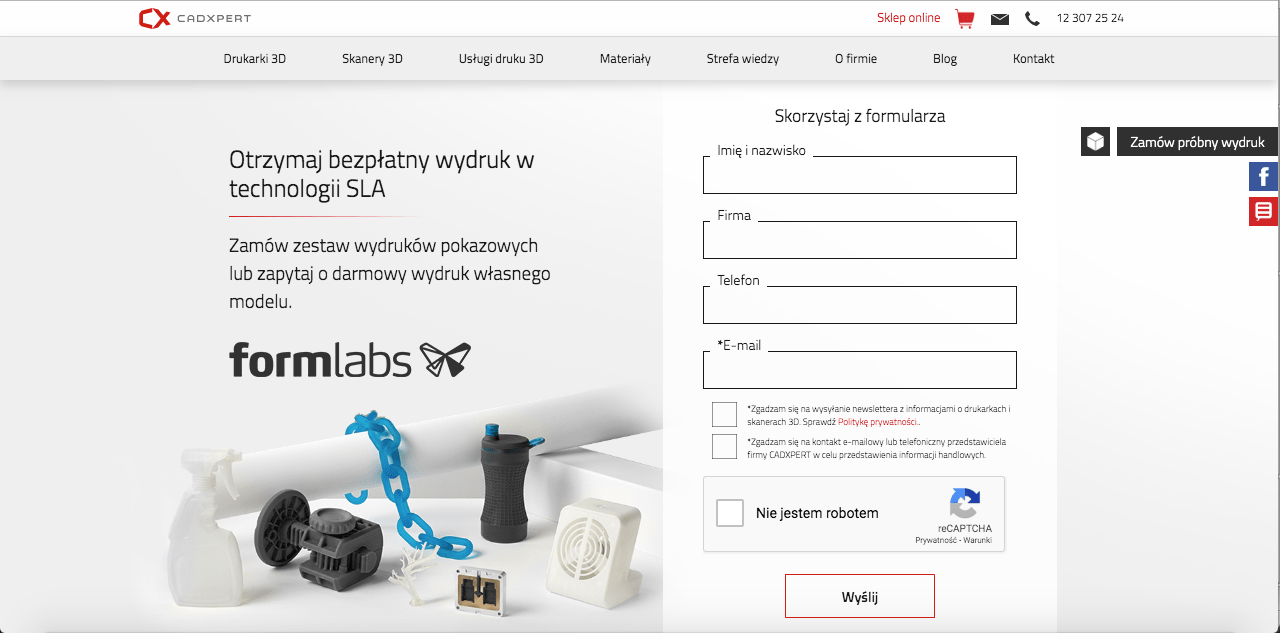 CADXPERT
Sklep online
12 307 25 24
Drukarki 3D
Skanery 3D
Usługi druku 3D
Materiały
Strefa wiedzy
O firmie
Blog
Kontakt
Otrzymaj bezpłatny wydruk w
technologii SLA
Zamów zestaw wydruków pokazowych
lub zapytaj o darmowy wydruk własnego
modelu.
formlabs
Skorzystaj z formularza
Imię i nazwisko
Firma
Telefon
*E-mail
*Zgadzam się na wysyłanie newslettera z informacjami o drukarkach i
skanerach 3D. Sprawdź Politykę prywatności..
*Zgadzam się na kontakt e-mailowy lub telefoniczny przedstawiciela
firmy CADXPERT w celu przedstawienia informacji handlowych.
Nie jestem robotem
reCAPTCHA
Prywatność - Warunki
Wyślij
Zamów próbny wydruk